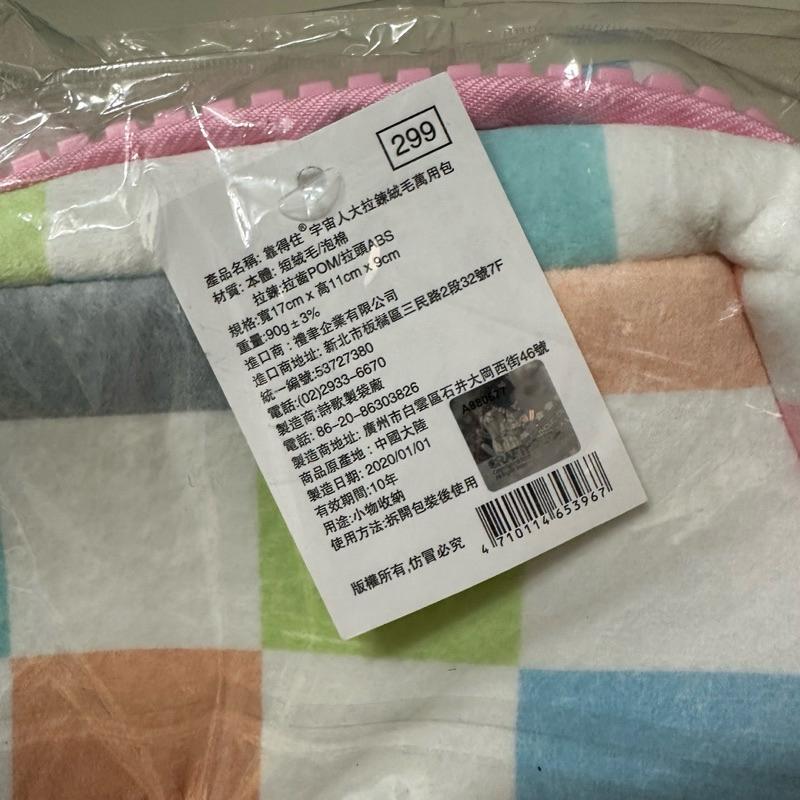 299
產品名稱: 靠得住® 宇宙人大拉鍊絨毛萬用包
材質: 本體: 短絨毛/泡棉
拉鍊:拉齒POM/拉頭ABS
規格:寬17cm x 高11cm x 9cm
重量:90g±3%
進口商：禮聿企業有限公司
進口商地址: 新北市板橋區三民路2段32號7F
統一編號:53727380
電話:(02)2933-6670
製造商:詩歌製袋廠
電話: 86-20-86303826
製造商地址: 廣州市白雲區石井大岡西街46號
商品原產地：中國大陸
製造日期: 2020/01/01
有效期間:10年
用途:小物收納
使用方法:拆開包裝後使用
版權所有,仿冒必究
A880577
4 710114 653967